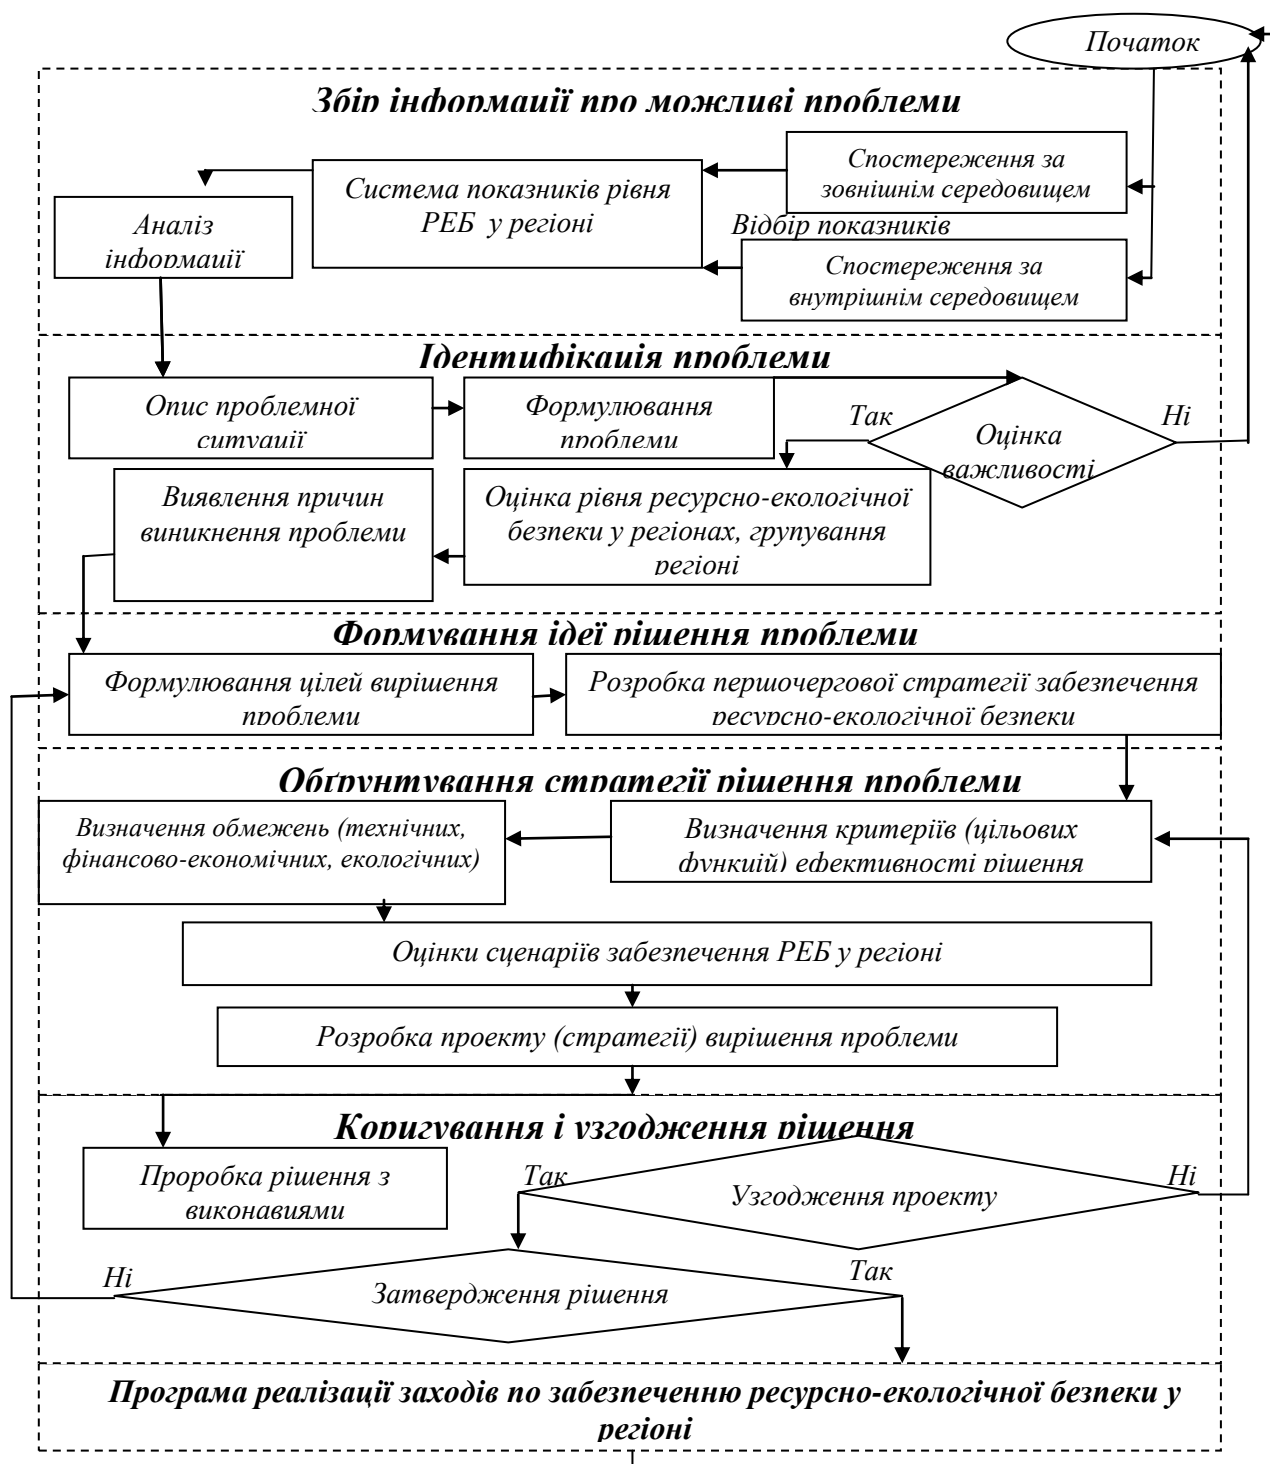 Початок
Збір інформації про можливі проблеми
Спостереження за
зовнішнім середовищем
Система показників рівня
РЕБ у регіоні
Аналіз
інформації
Відбір показників
Спостереження за
внутрішнім середовищем
Ідентифікація проблеми
Опис проблемної
ситуації
Формулювання
проблеми
Так
Ні
Оцінка
важливості
Виявлення причин
виникнення проблеми
Оцінка рівня ресурсно-екологічної
безпеки у регіонах, групування
регіоні
Формування ідеї рішення проблеми
Формулювання цілей вирішення
проблеми
Розробка першочергової стратегії забезпечення
ресурсно-екологічної безпеки
Обґрунтування стратегії рішення проблеми
Визначення обмежень (технічних,
фінансово-економічних, екологічних)
Визначення критеріїв (цільових
функцій) ефективності рішення
Оцінки сценаріїв забезпечення РЕБ у регіоні
Розробка проекту (стратегії) вирішення проблеми
Коригування і узгодження рішення
Проробка рішення з
виконавцями
Так
Ні
Узгодження проекту
Ні
Так
Затвердження рішення
Програма реалізації заходів по забезпеченню ресурсно-екологічної безпеки у
регіоні